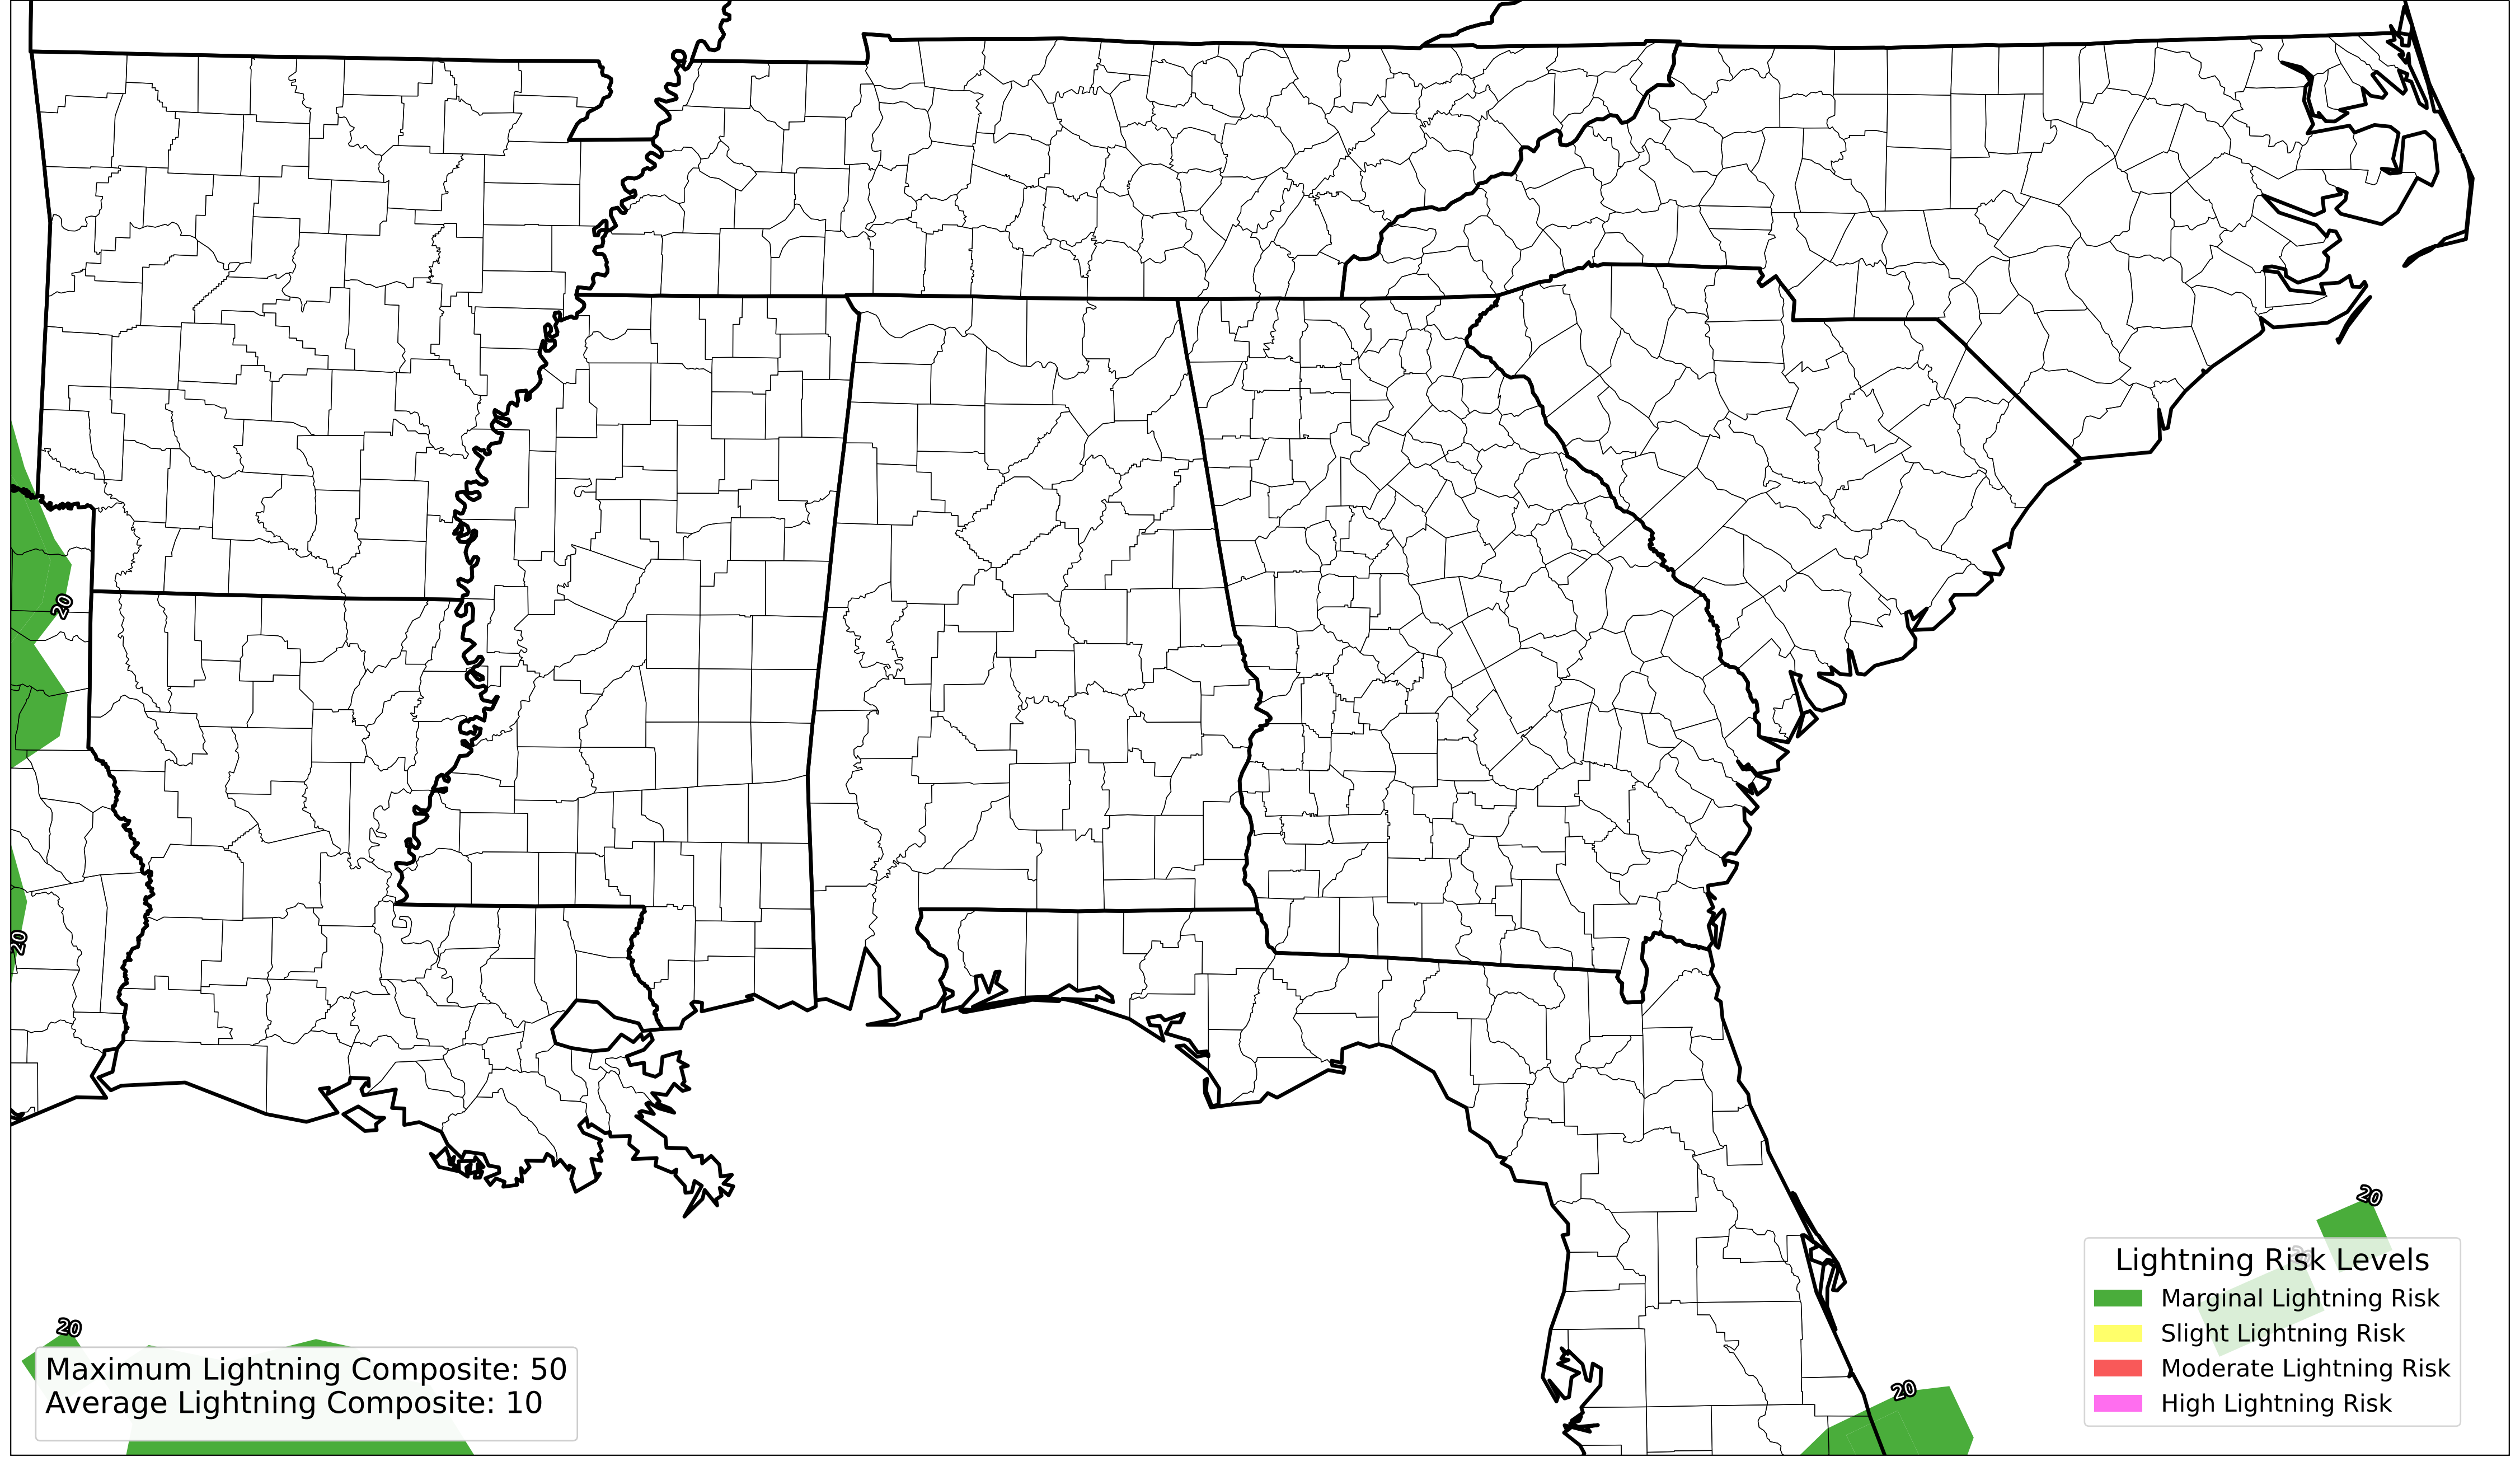 20
20
20
20
Lightning Risk Levels
Marginal Lightning Risk
Slight Lightning Risk
Moderate Lightning Risk
High Lightning Risk
20
Maximum Lightning Composite: 50
Average Lightning Composite: 10
20